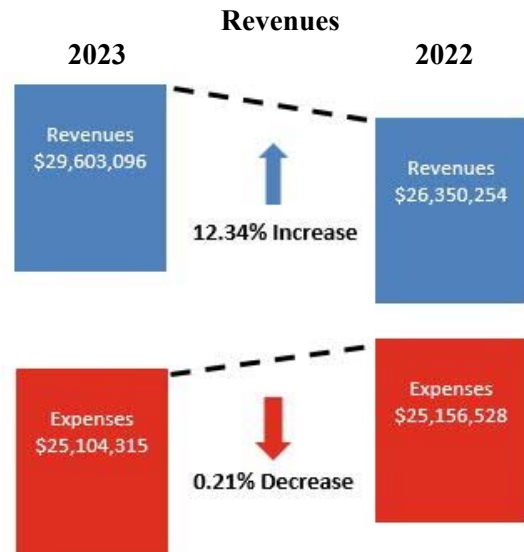 Revenues
2023
2022
Revenues
$29,603,096
Revenues
$26,350,254
12.34% Increase
Expenses
$25,104,315
Expenses
$25,156,528
0.21% Decrease